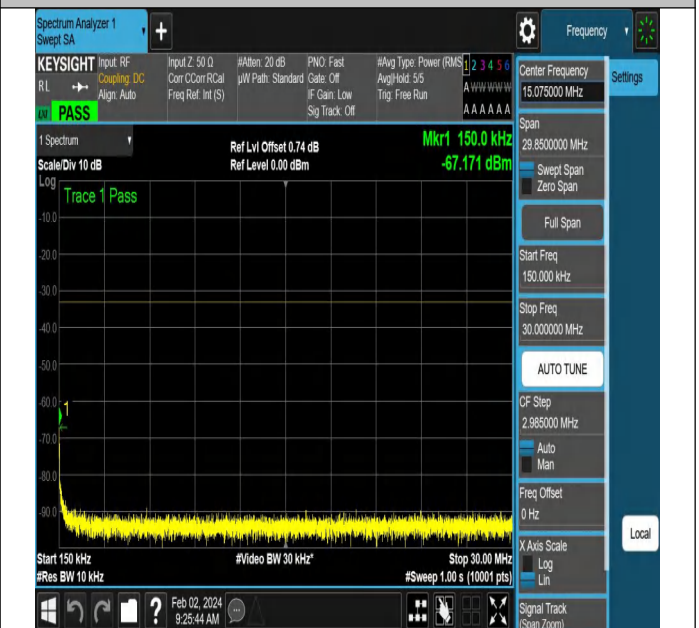 Spectrum Analyzer 1
Swept SA
+
Frequency
KEYSIGHT
RL
PASS
Input: RF
Coupling: DC
Align: Auto
Input Z: 50 Ω
Corr CCorr RCal
Freq Ref: Int (S)
#Atten: 20 dB
µW Path: Standard
PNO: Fast
Gate: Off
IF Gain: Low
Sig Track: Off
#Avg Type: Power (RMS
Avg|Hold: 5/5
Trig: Free Run
1 2 3 4 5 6
A W W W W W
A A A A A A
1 Spectrum
Scale/Div 10 dB
Ref Lvl Offset 0.74 dB
Ref Level 0.00 dBm
Mkr1 150.0 kHz
-67.171 dBm
Log
Trace 1 Pass
-10.0
-20.0
-30.0
-40.0
-50.0
-60.0
1
-70.0
-80.0
-90.0
Start 150 kHz
#Video BW 30 kHz*
Stop 30.00 MHz
#Res BW 10 kHz
#Sweep 1.00 s (10001 pts)
Center Frequency
15.075000 MHz
Settings
Span
29.8500000 MHz
Swept Span
Zero Span
Full Span
Start Freq
150.000 kHz
Stop Freq
30.000000 MHz
AUTO TUNE
CF Step
2.985000 MHz
Auto
Man
Freq Offset
0 Hz
X Axis Scale
Log
Lin
Local
Signal Track
(Span Zoom)
?
Feb 02, 2024
9:25:44 AM